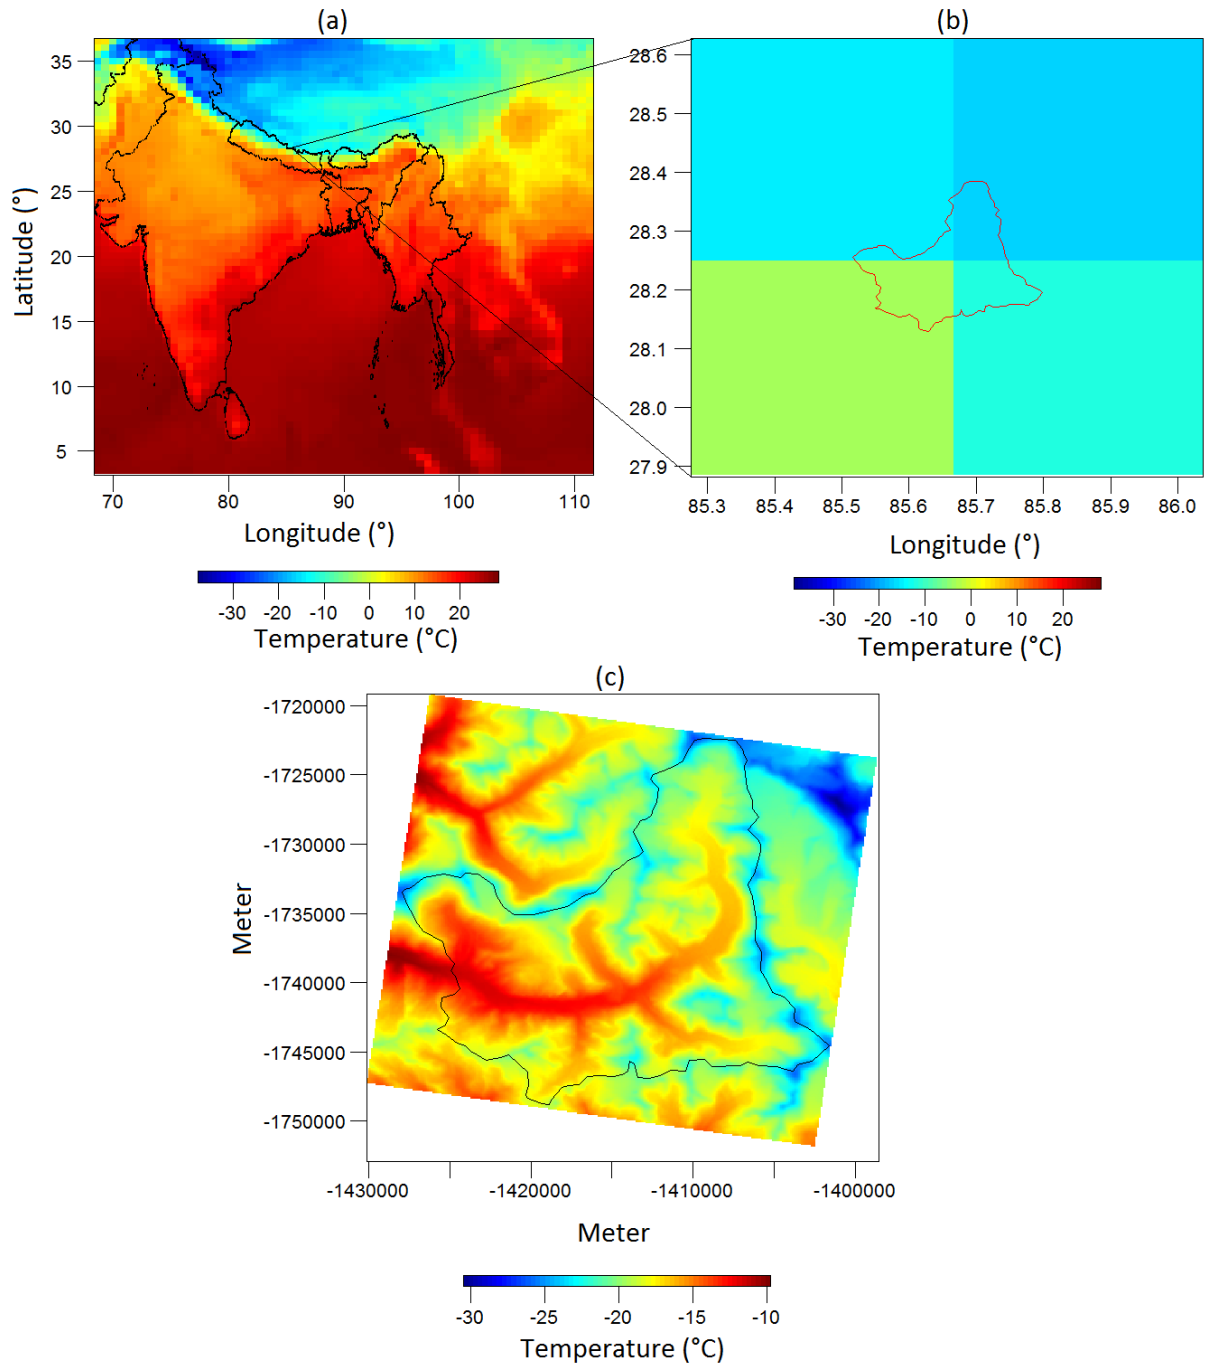 (a)
35
30
25
20
15
10
5
Latitude (°)
70 80 90 100 110
Longitude (°)
-30 -20 -10 0 10 20
Temperature (°C)
(b)
28.6
28.5
28.4
28.3
28.2
28.1
28.0
27.9
85.3 85.4 85.5 85.6 85.7 85.8 85.9 86.0
Longitude (°)
-30 -20 -10 0 10 20
Temperature (°C)
(c)
-1720000
-1725000
-1730000
-1735000
-1740000
-1745000
-1750000
Meter
-1430000 -1420000 -1410000 -1400000
Meter
-30 -25 -20 -15 -10
Temperature (°C)